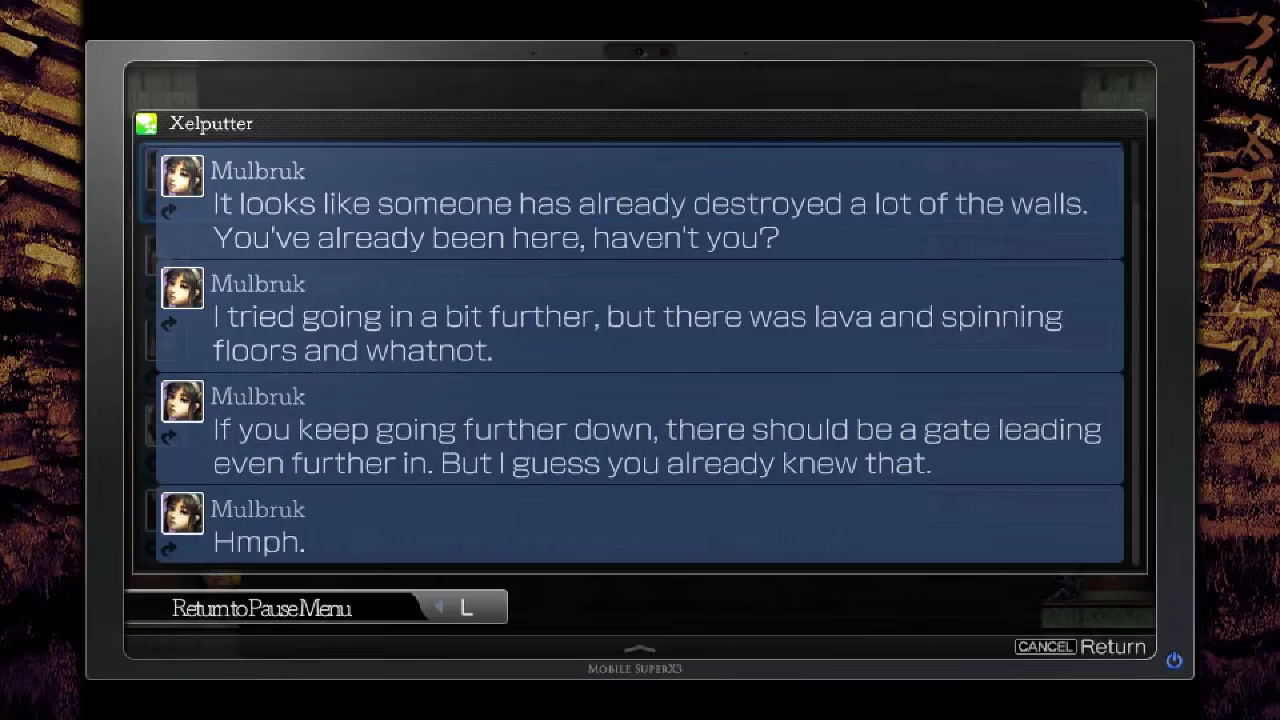 Xelputter
Mulbruk
It looks like someone has already destroyed a lot of the walls.
You've already been here, haven't you?
Mulbruk
I tried going in a bit further, but there was lava and spinning
floors and whatnot.
Mulbruk
If you keep going further down, there should be a gate leading
even further in. But I guess you already knew that.
Mulbruk
Hmph.
Return to Pause Menu L
CANCEL Return
MOBILE SUPERX3